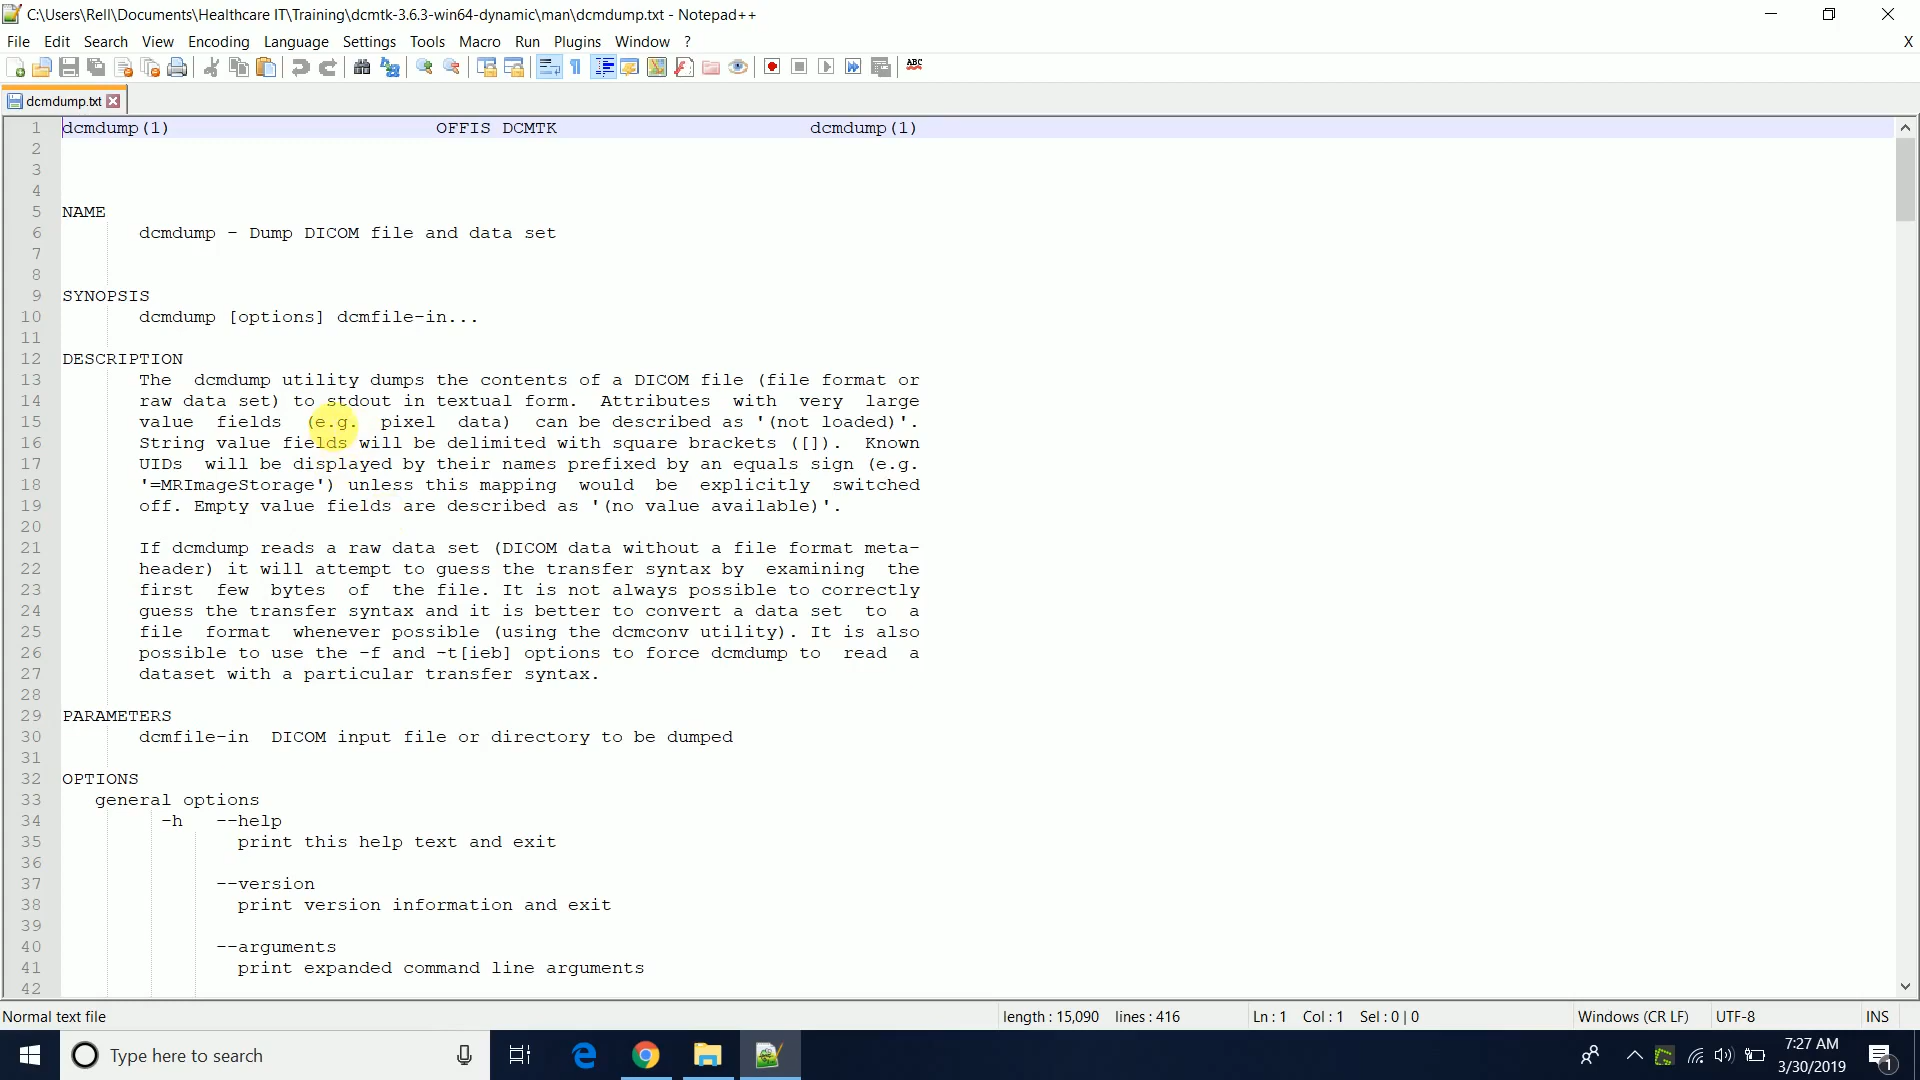 C:\Users\Rell\Documents\Healthcare IT\Training\dcmtk-3.6.3-win64-dynamic\man\dcmdump.txt - Notepad++
File Edit Search View Encoding Language Settings Tools Macro Run Plugins Window ? X
ABC
dcmdump.txt
1 dcmdump(1) OFFIS DCMTK dcmdump(1)
2
3
4
5 NAME
6 dcmdump - Dump DICOM file and data set
7
8
9 SYNOPSIS
10 dcmdump [options] dcmfile-in...
11
12 DESCRIPTION
13 The dcmdump utility dumps the contents of a DICOM file (file format or
14 raw data set) to stdout in textual form. Attributes with very large
15 value fields (e.g. pixel data) can be described as '(not loaded)'.
16 String value fields will be delimited with square brackets ([]). Known
17 UIDs will be displayed by their names prefixed by an equals sign (e.g.
18 '=MRImageStorage') unless this mapping would be explicitly switched
19 off. Empty value fields are described as '(no value available)'.
20
21 If dcmdump reads a raw data set (DICOM data without a file format meta-
22 header) it will attempt to guess the transfer syntax by examining the
23 first few bytes of the file. It is not always possible to correctly
24 guess the transfer syntax and it is better to convert a data set to a
25 file format whenever possible (using the dcmconv utility). It is also
26 possible to use the -f and -t[ieb] options to force dcmdump to read a
27 dataset with a particular transfer syntax.
28
29 PARAMETERS
30 dcmfile-in DICOM input file or directory to be dumped
31
32 OPTIONS
33 general options
34 -h --help
35 print this help text and exit
36
37 --version
38 print version information and exit
39
40 --arguments
41 print expanded command line arguments
42
Normal text file length : 15,090 lines : 416 Ln : 1 Col : 1 Sel : 0 | 0 Windows (CR LF) UTF-8 INS
Type here to search
7:27 AM
3/30/2019
1